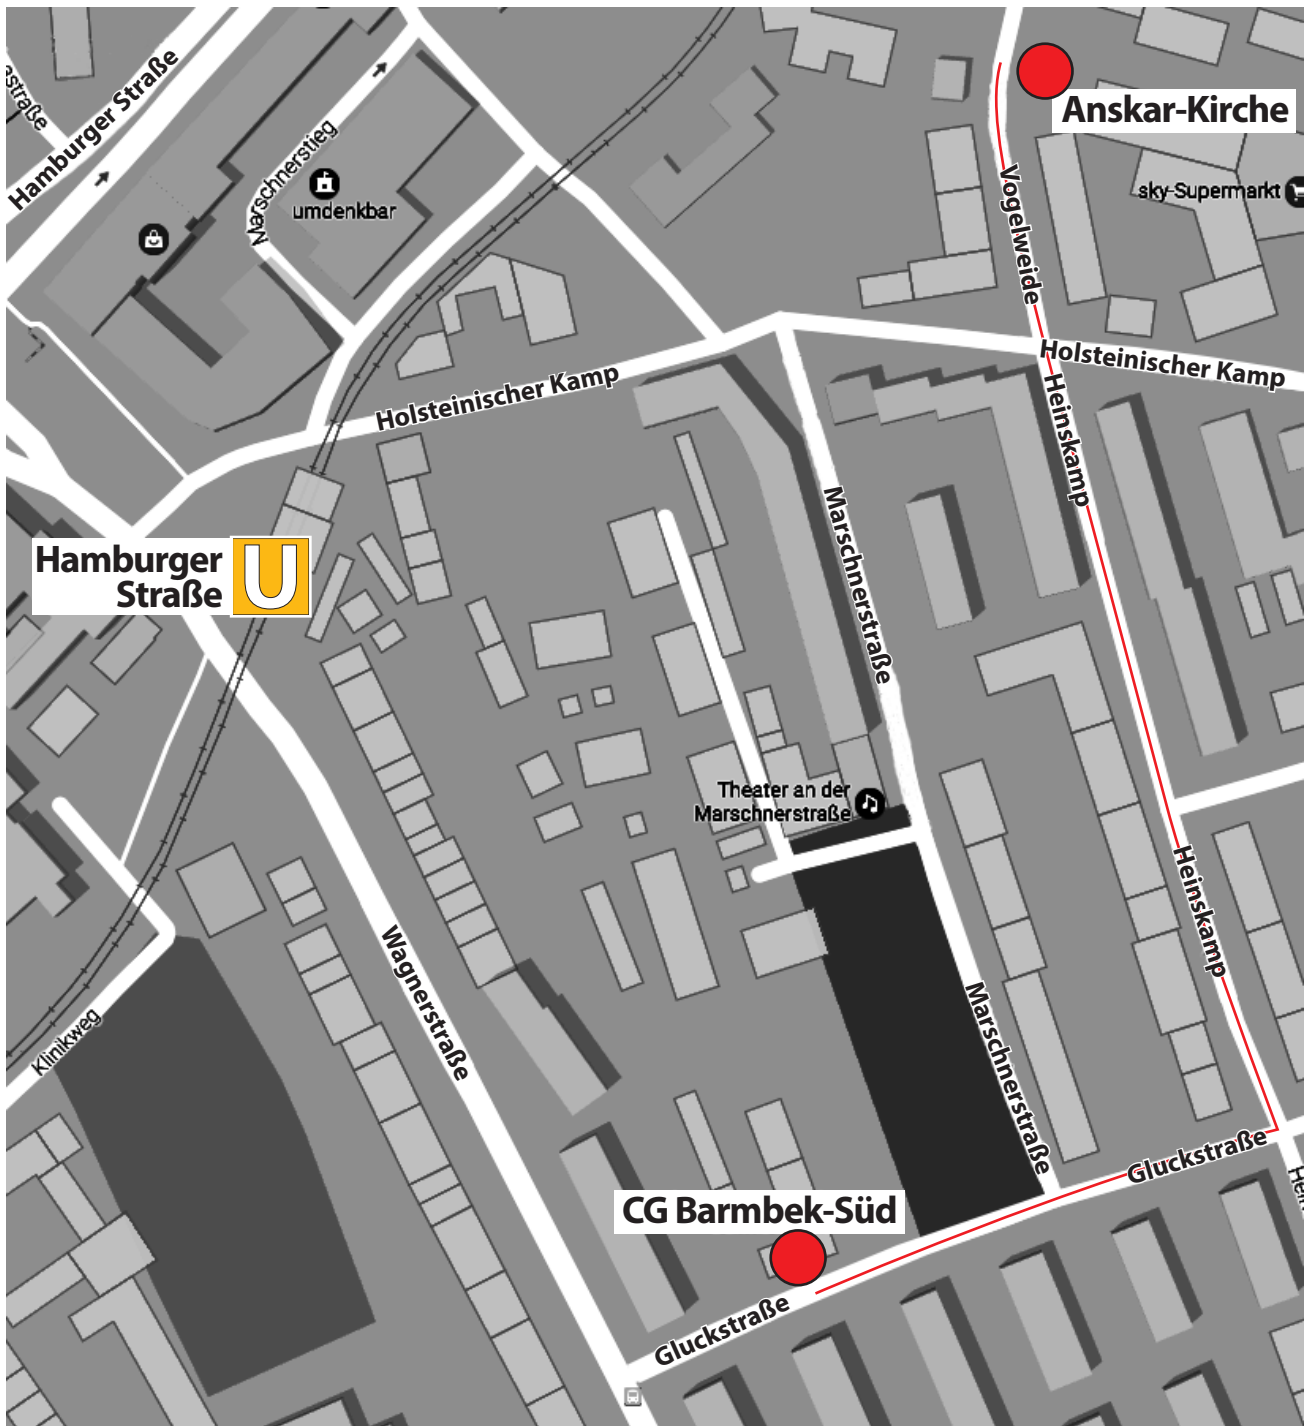 Hamburger Straße
Marschnerstieg
umdenkbar
Anskar-Kirche
sky-Supermarkt
Vogelweide
Holsteinischer Kamp
Holsteinischer Kamp
Heinskamp
Marschnerstraße
Hamburger
Straße
U
Theater an der
Marschnerstraße
Heinskamp
Wagnerstraße
Klinikweg
Marschnerstraße
Gluckstraße
CG Barmbek-Süd
Gluckstraße